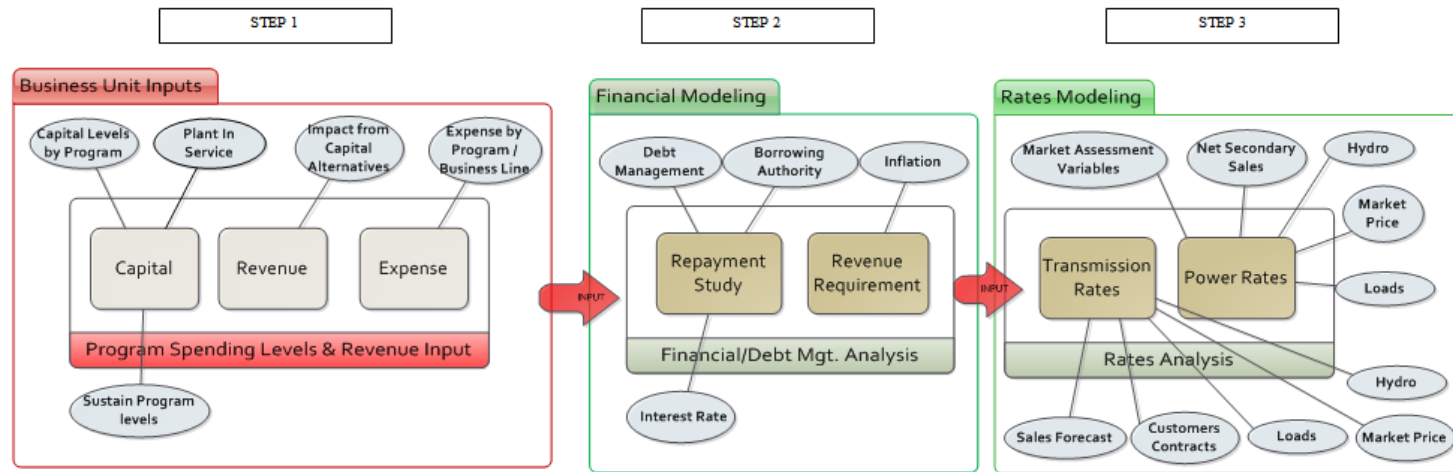 STEP 1
STEP 2
STEP 3
Business Unit Inputs
Capital Levels
by Program
Plant In
Service
Impact from
Capital
Alternatives
Expense by
Program /
Business Line
Capital
Revenue
Expense
Program Spending Levels & Revenue Input
Sustain Program
levels
INPUT
Financial Modeling
Debt
Management
Borrowing
Authority
Inflation
Repayment
Study
Revenue
Requirement
Financial/Debt Mgt. Analysis
Interest Rate
INPUT
Rates Modeling
Market Assessment
Variables
Net Secondary
Sales
Hydro
Market
Price
Loads
Transmission
Rates
Power Rates
Rates Analysis
Hydro
Sales Forecast
Customers
Contracts
Loads
Market Price